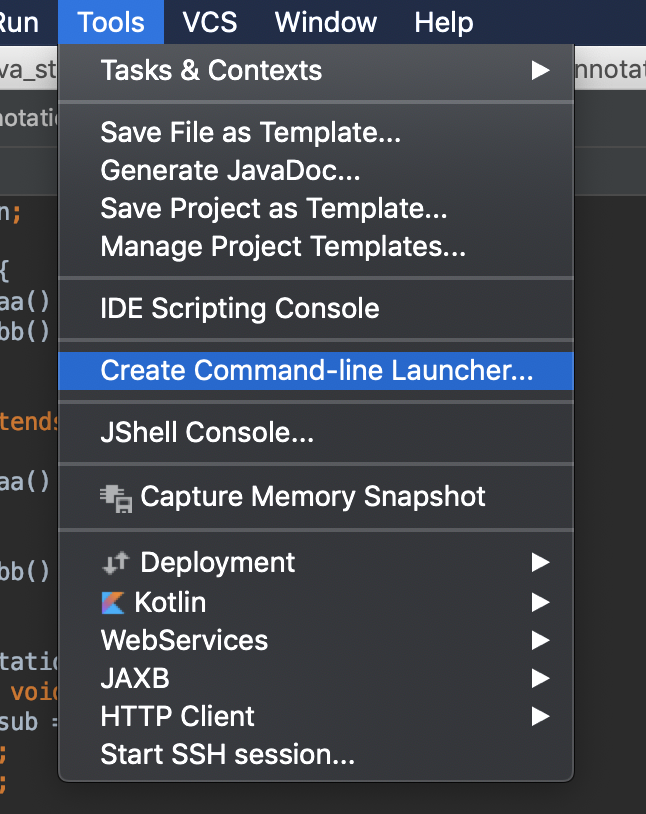 Run Tools VCS Window Help
va_st nnotat
notatio
Tasks & Contexts
Save File as Template...
Generate JavaDoc...
Save Project as Template...
Manage Project Templates...
IDE Scripting Console
Create Command-line Launcher...
JShell Console...
Capture Memory Snapshot
Deployment
Kotlin
WebServices
JAXB
HTTP Client
Start SSH session...
n;
{
aa()
bb()
tends
aa()
bb()
tatic
void
sub =
;
;